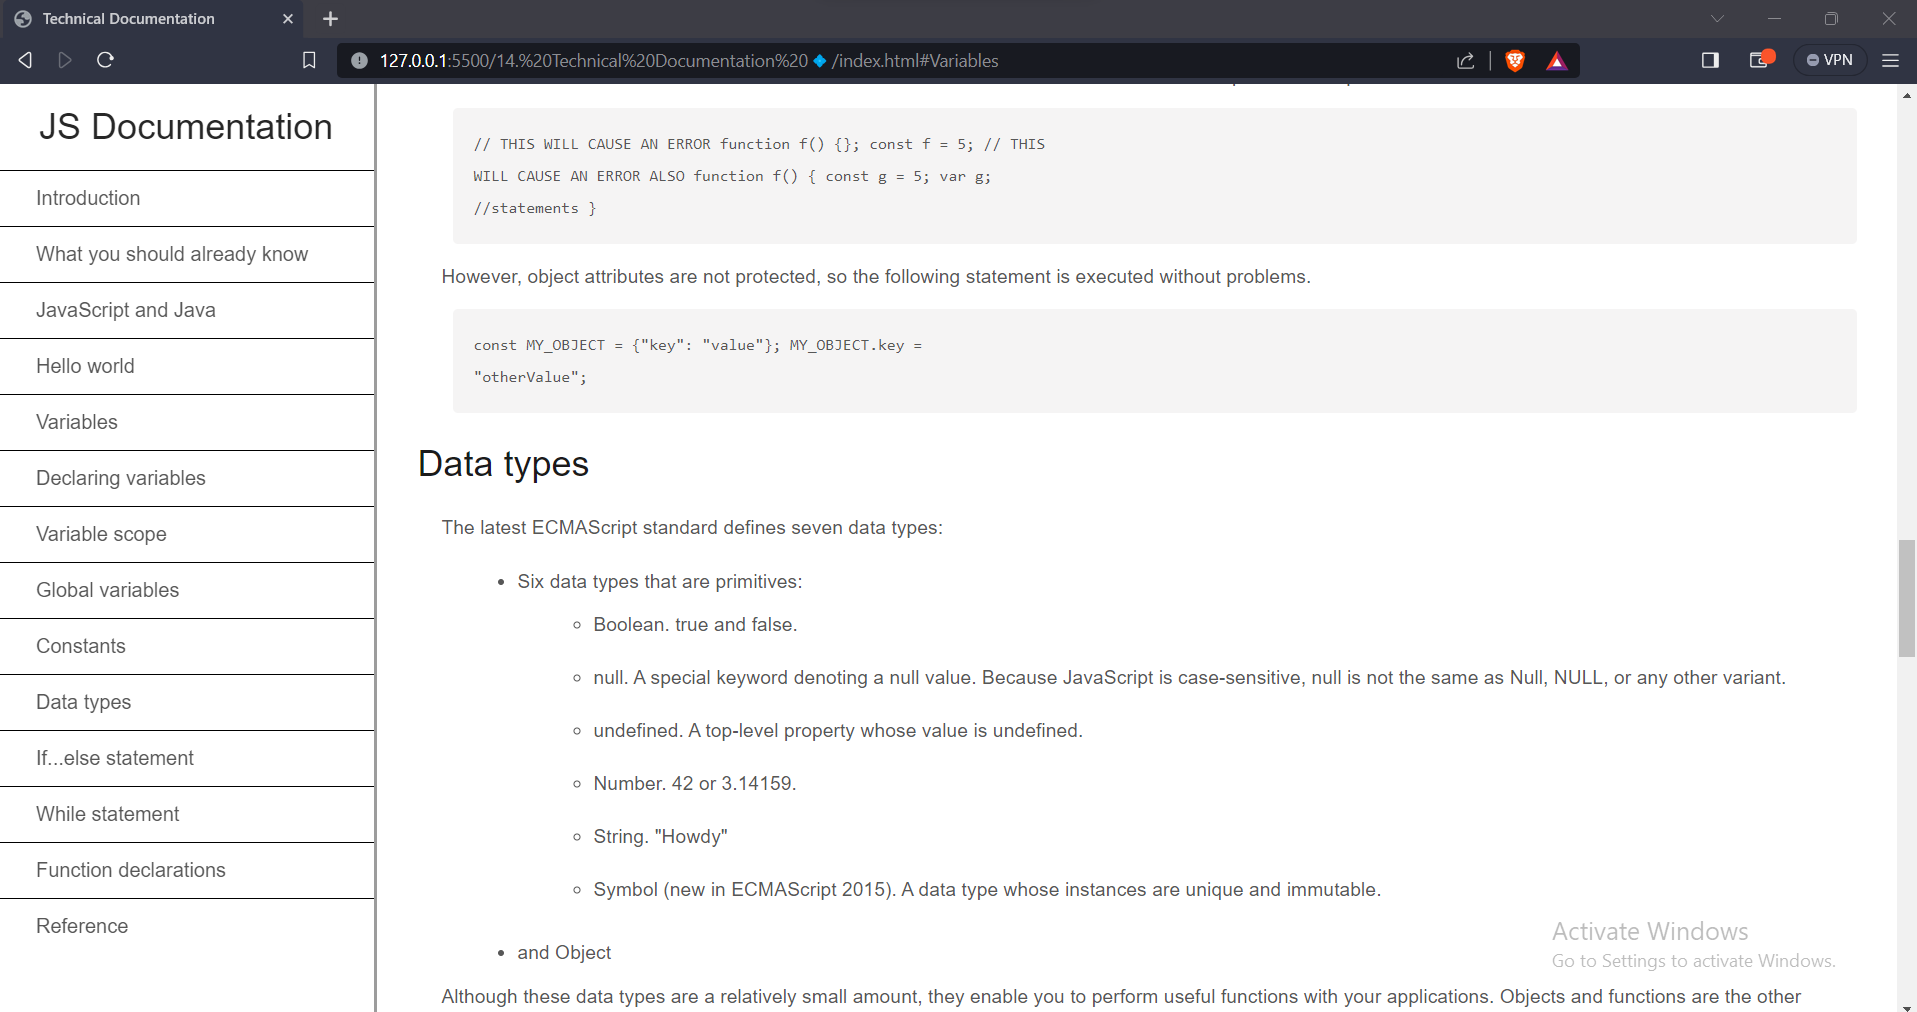 Technical Documentation
127.0.0.1:5500/14.%20Technical%20Documentation%20🔹/index.html#Variables
VPN
JS Documentation
Introduction
What you should already know
JavaScript and Java
Hello world
Variables
Declaring variables
Variable scope
Global variables
Constants
Data types
If...else statement
While statement
Function declarations
Reference
// THIS WILL CAUSE AN ERROR function f() {}; const f = 5; // THIS
WILL CAUSE AN ERROR ALSO function f() { const g = 5; var g;
//statements }
However, object attributes are not protected, so the following statement is executed without problems.
const MY_OBJECT = {"key": "value"}; MY_OBJECT.key =
"otherValue";
Data types
The latest ECMAScript standard defines seven data types:
• Six data types that are primitives:
◦ Boolean. true and false.
◦ null. A special keyword denoting a null value. Because JavaScript is case-sensitive, null is not the same as Null, NULL, or any other variant.
◦ undefined. A top-level property whose value is undefined.
◦ Number. 42 or 3.14159.
◦ String. "Howdy"
◦ Symbol (new in ECMAScript 2015). A data type whose instances are unique and immutable.
• and Object
Although these data types are a relatively small amount, they enable you to perform useful functions with your applications. Objects and functions are the other
Activate Windows
Go to Settings to activate Windows.